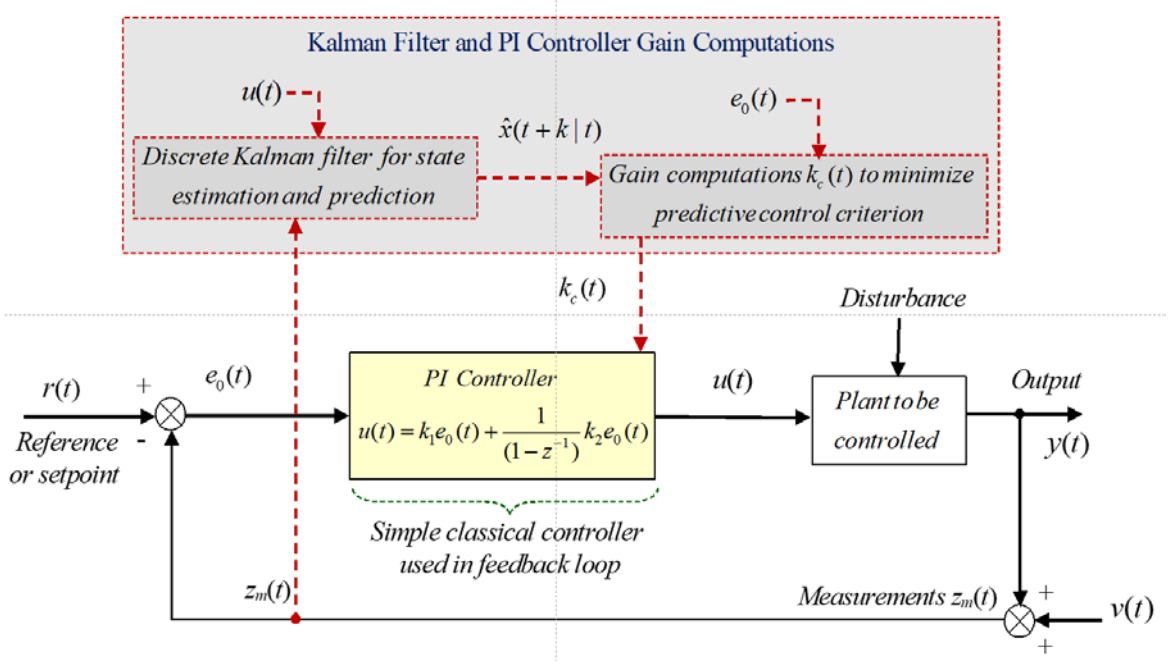 Kalman Filter and PI Controller Gain Computations
u(t)
e₀(t)
x̂(t + k | t)
Discrete Kalman filter for state
estimation and prediction
Gain computations k_c(t) to minimize
predictive control criterion
k_c(t)
Disturbance
r(t)
+
-
e₀(t)
Reference
or setpoint
PI Controller
u(t) = k₁e₀(t) + 1/(1 − z⁻¹) k₂e₀(t)
u(t)
Plant to be
controlled
Output
y(t)
Simple classical controller
used in feedback loop
z_m(t)
Measurements z_m(t)
+
v(t)
+